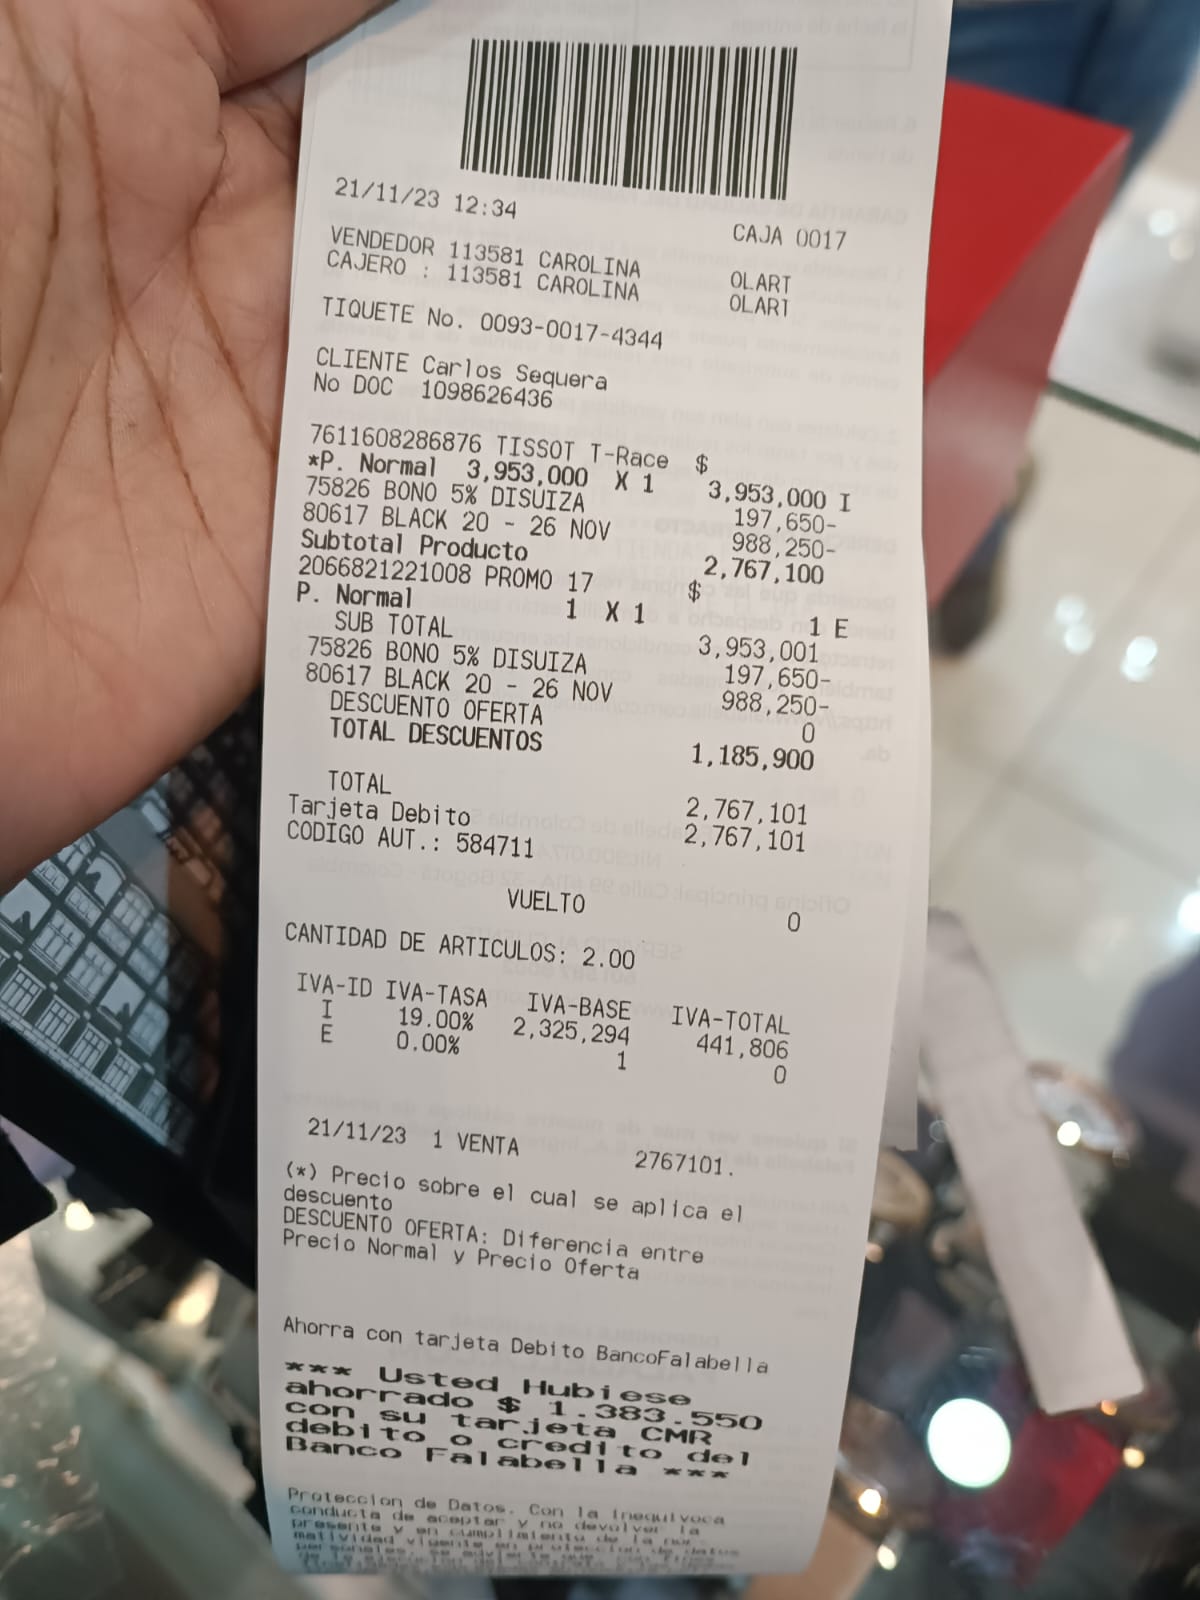 21/11/23 12:34 CAJA 0017
VENDEDOR 113581 CAROLINA OLART
CAJERO : 113581 CAROLINA OLART
TIQUETE No. 0093-0017-4344
CLIENTE Carlos Sequera
No DOC 1098626436
7611608286876 TISSOT T-Race $
*P. Normal 3,953,000 X 1 3,953,000 I
75826 BONO 5% DISUIZA 197,650-
80617 BLACK 20 - 26 NOV 988,250-
Subtotal Producto 2,767,100
2066821221008 PROMO 17 $
P. Normal 1 X 1 1 E
SUB TOTAL 3,953,001
75826 BONO 5% DISUIZA 197,650-
80617 BLACK 20 - 26 NOV 988,250-
DESCUENTO OFERTA 0
TOTAL DESCUENTOS 1,185,900
TOTAL 2,767,101
Tarjeta Debito 2,767,101
CODIGO AUT.: 584711
VUELTO 0
CANTIDAD DE ARTICULOS: 2.00
IVA-ID IVA-TASA IVA-BASE IVA-TOTAL
I 19.00% 2,325,294 441,806
E 0.00% 1 0
21/11/23 1 VENTA 2767101.
(*) Precio sobre el cual se aplica el
descuento
DESCUENTO OFERTA: Diferencia entre
Precio Normal y Precio Oferta
Ahorra con tarjeta Debito BancoFalabella
*** Usted Hubiese
ahorrado $ 1.383.550
con su tarjeta CMR
debito o credito del
Banco Falabella ***
Proteccion de Datos. Con la inequivoca
conducta de aceptar y no devolver la
presente y en cumplimiento de la nor-
matividad vigente en proteccion de datos